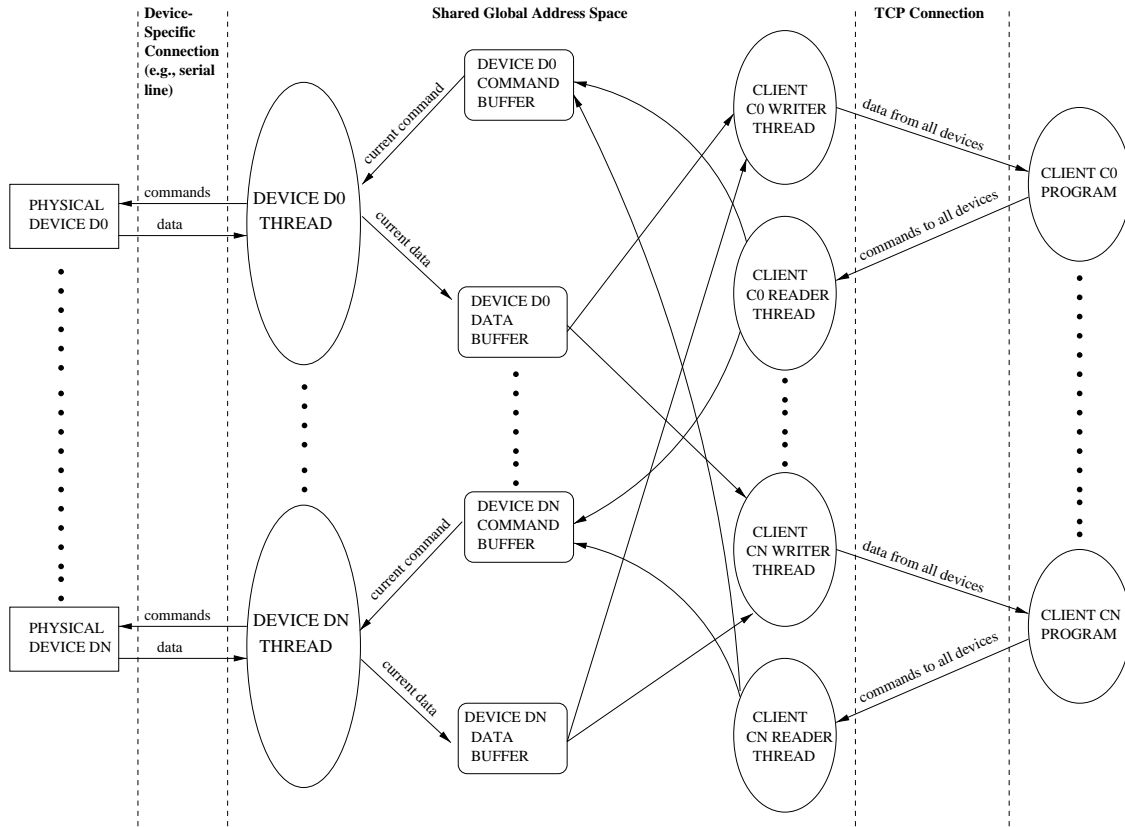 Device-
Specific
Connection
(e.g., serial
line)
Shared Global Address Space
TCP Connection
PHYSICAL
DEVICE D0
commands
data
DEVICE D0
THREAD
current command
current data
DEVICE D0
COMMAND
BUFFER
DEVICE D0
DATA
BUFFER
CLIENT
C0 WRITER
THREAD
CLIENT
C0 READER
THREAD
data from all devices
commands to all devices
CLIENT C0
PROGRAM
PHYSICAL
DEVICE DN
commands
data
DEVICE DN
THREAD
current command
current data
DEVICE DN
COMMAND
BUFFER
DEVICE DN
DATA
BUFFER
CLIENT
CN WRITER
THREAD
CLIENT
CN READER
THREAD
data from all devices
commands to all devices
CLIENT CN
PROGRAM